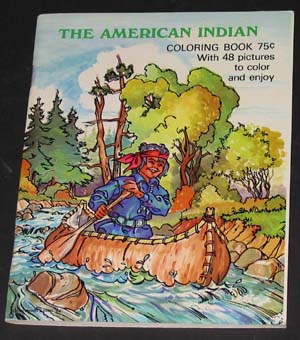 THE AMERICAN INDIAN
COLORING BOOK 75¢
With 48 pictures
to color
and enjoy